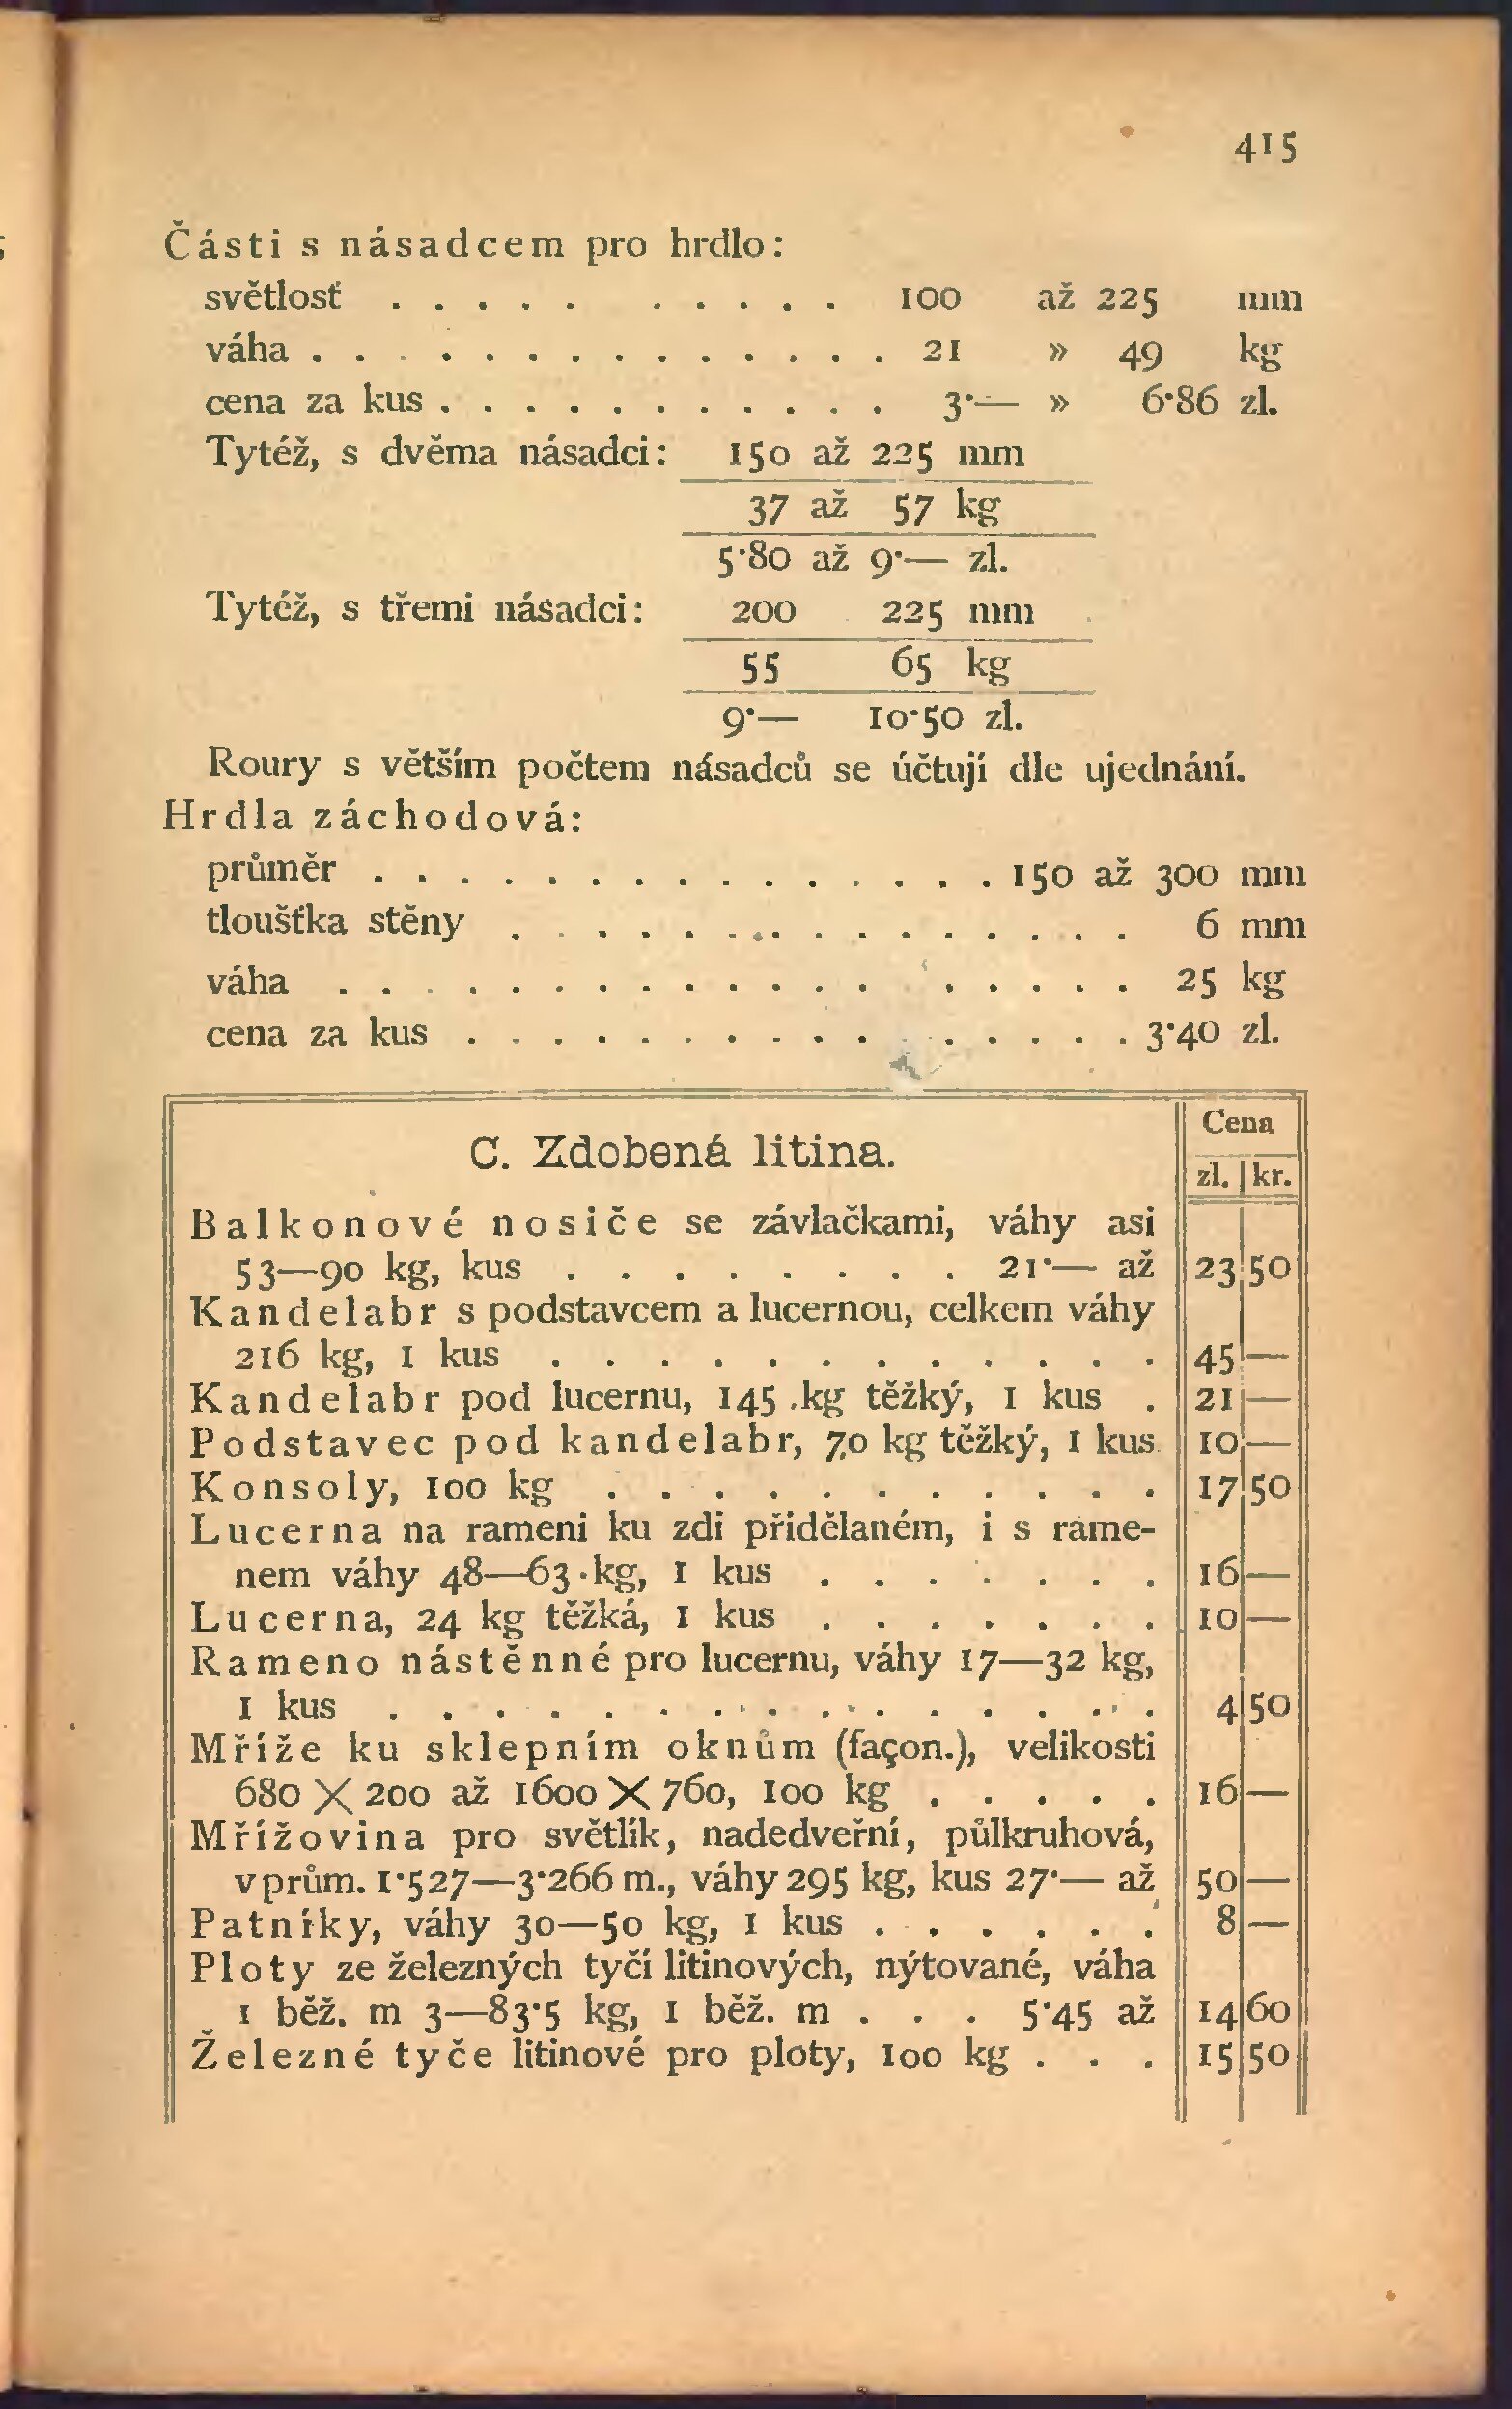 415
Části s násadcem pro hrdlo:
světlosť . . . . . . . . . . 100 až 225 mm
váha . . . . . . . . . . . . . . 21 » 49 kg
cena za kus . . . . . . . . . . . 3·— » 6·86 zl.
Tytéž, s dvěma násadci: 150 až 225 mm
37 až 57 kg
5·80 až 9·— zl.
Tytéž, s třemi násadci: 200 225 mm
55 65 kg
9·— 10·50 zl.
Roury s větším počtem násadců se účtují dle ujednání.
Hrdla záchodová:
průměr . . . . . . . . . . . . . . . 150 až 300 mm
tloušťka stěny . . . . . . . . . . . . . . . 6 mm
váha . . . . . . . . . . . . . . . . . . 25 kg
cena za kus . . . . . . . . . . . . . . . . 3·40 zl.
C. Zdobená litina. Cena
zl. kr.
Balkonové nosiče se závlačkami, váhy asi
53—90 kg, kus . . . . . . . . 21·— až 23 50
Kandelabr s podstavcem a lucernou, celkem váhy
216 kg, 1 kus . . . . . . . . . . . . 45 —
Kandelabr pod lucernu, 145 kg těžký, 1 kus . 21 —
Podstavec pod kandelabr, 70 kg těžký, 1 kus 10 —
Konsoly, 100 kg . . . . . . . . . . . 17 50
Lucerna na rameni ku zdi přidělaném, i s rame-
nem váhy 48—63 kg, 1 kus . . . . . . . 16 —
Lucerna, 24 kg těžká, 1 kus . . . . . . . 10 —
Rameno nástěnné pro lucernu, váhy 17—32 kg,
1 kus . . . . . . . . . . . . . . . 4 50
Mříže ku sklepním oknům (façon.), velikosti
680 X 200 až 1600 X 760, 100 kg . . . . . 16 —
Mřížovina pro světlík, nadedveřní, půlkruhová,
v prům. 1·527—3·266 m., váhy 295 kg, kus 27·— až 50 —
Patníky, váhy 30—50 kg, 1 kus . . . . . . 8 —
Ploty ze železných tyčí litinových, nýtované, váha
1 běž. m 3—83·5 kg, 1 běž. m . . . 5·45 až 14 60
Železné tyče litinové pro ploty, 100 kg . . . 15 50